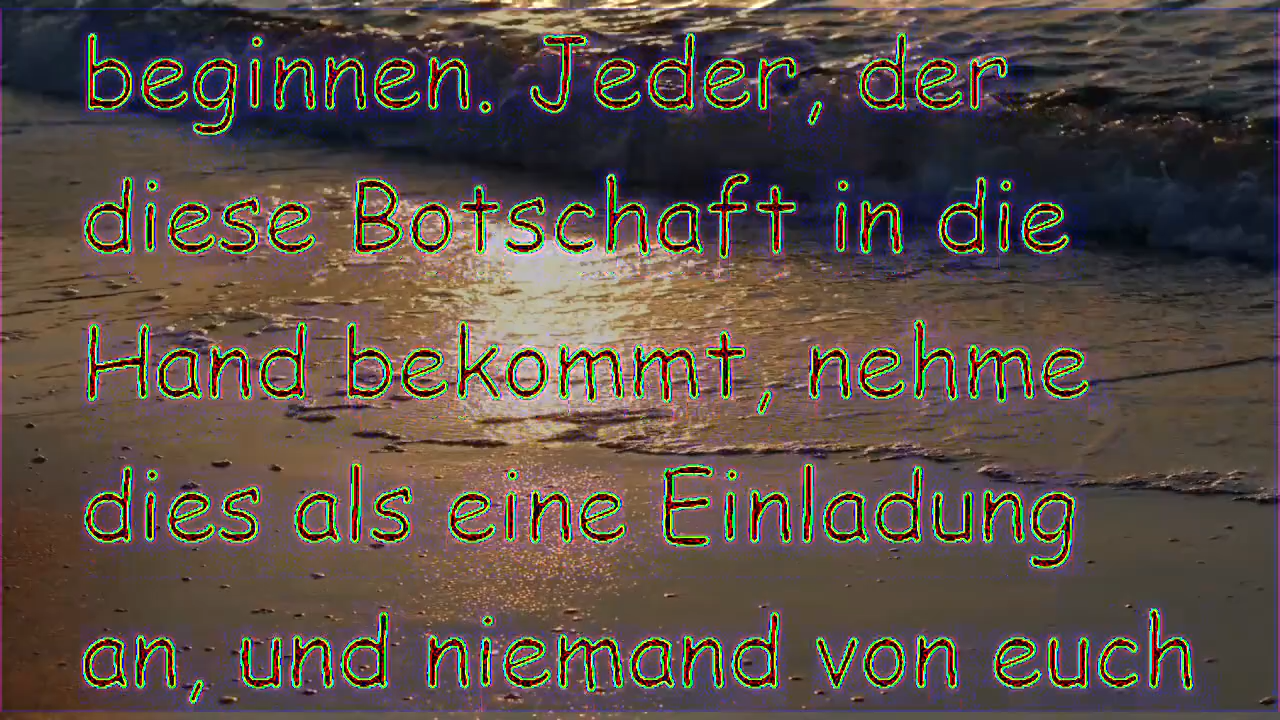 beginnen. Jeder, der
diese Botschaft in die
Hand bekommt, nehme
dies als eine Einladung
an, und niemand von euch